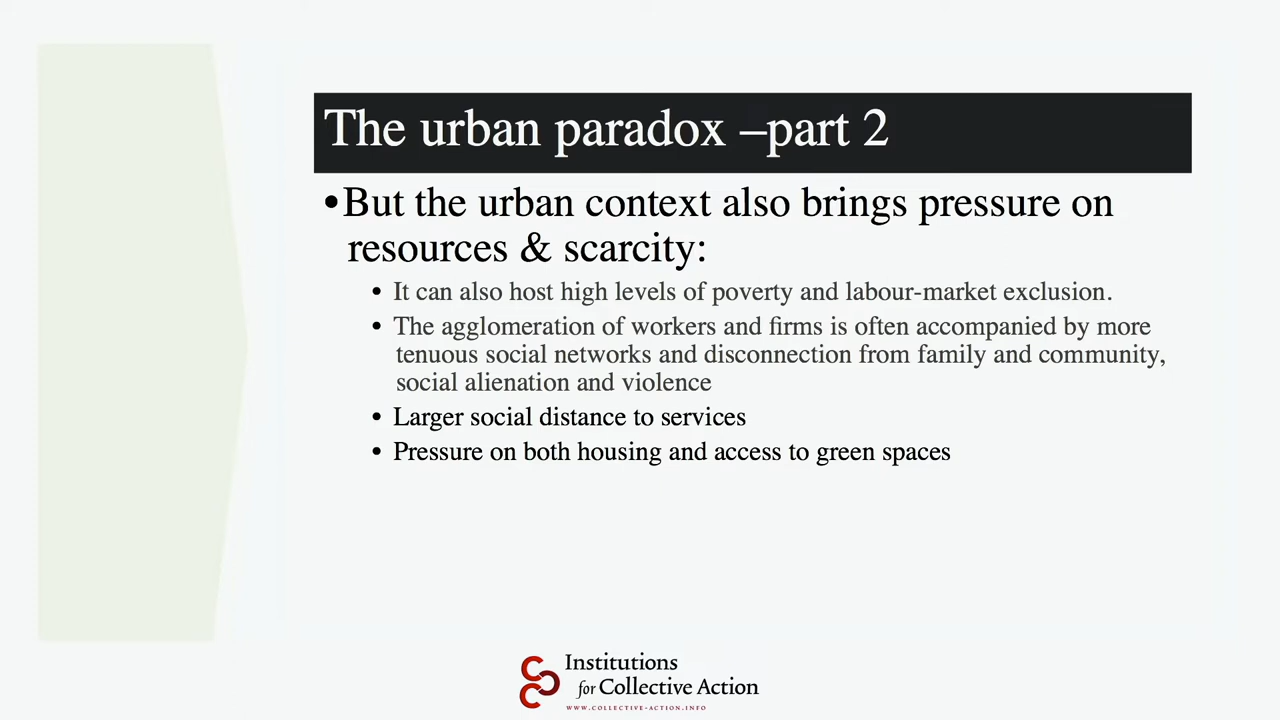 The urban paradox –part 2
•But the urban context also brings pressure on
resources & scarcity:
• It can also host high levels of poverty and labour-market exclusion.
• The agglomeration of workers and firms is often accompanied by more
tenuous social networks and disconnection from family and community,
social alienation and violence
• Larger social distance to services
• Pressure on both housing and access to green spaces
Institutions
for Collective Action
WWW.COLLECTIVE-ACTION.INFO